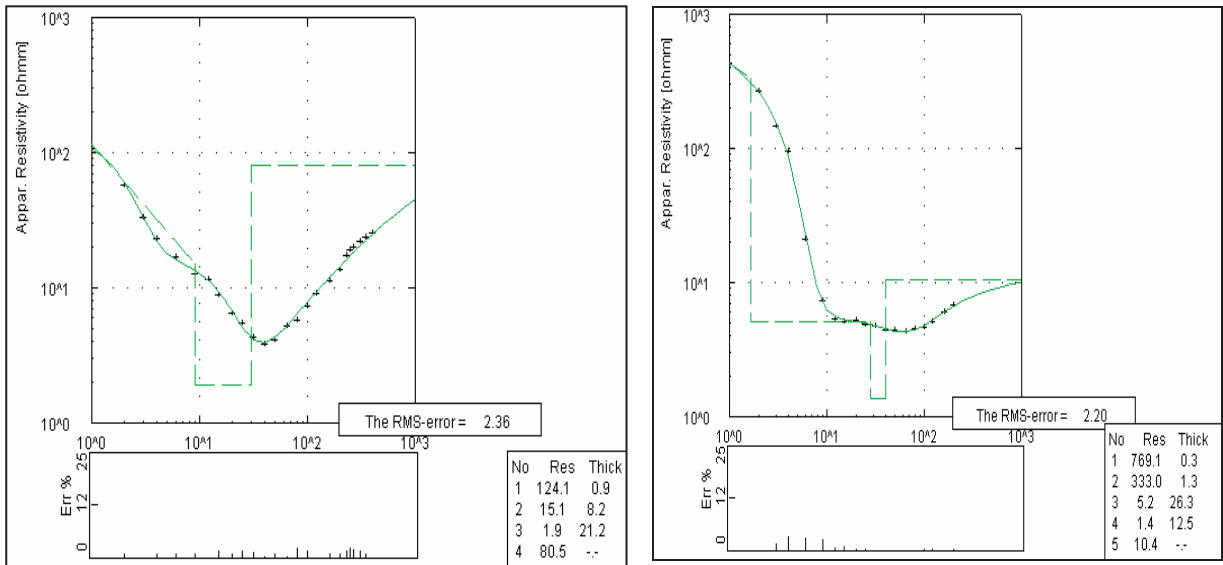 10^3
10^2
10^1
10^0
Appar. Resistivity [ohmm]
The RMS-error = 2.36
10^0 10^1 10^2 10^3
25
12
0
Err %
No Res Thick
1 124.1 0.9
2 15.1 8.2
3 1.9 21.2
4 80.5 -.-
10^3
10^2
10^1
10^0
Appar. Resistivity [ohmm]
The RMS-error = 2.20
10^0 10^1 10^2 10^3
25
12
0
Err %
No Res Thick
1 769.1 0.3
2 333.0 1.3
3 5.2 26.3
4 1.4 12.5
5 10.4 -.-